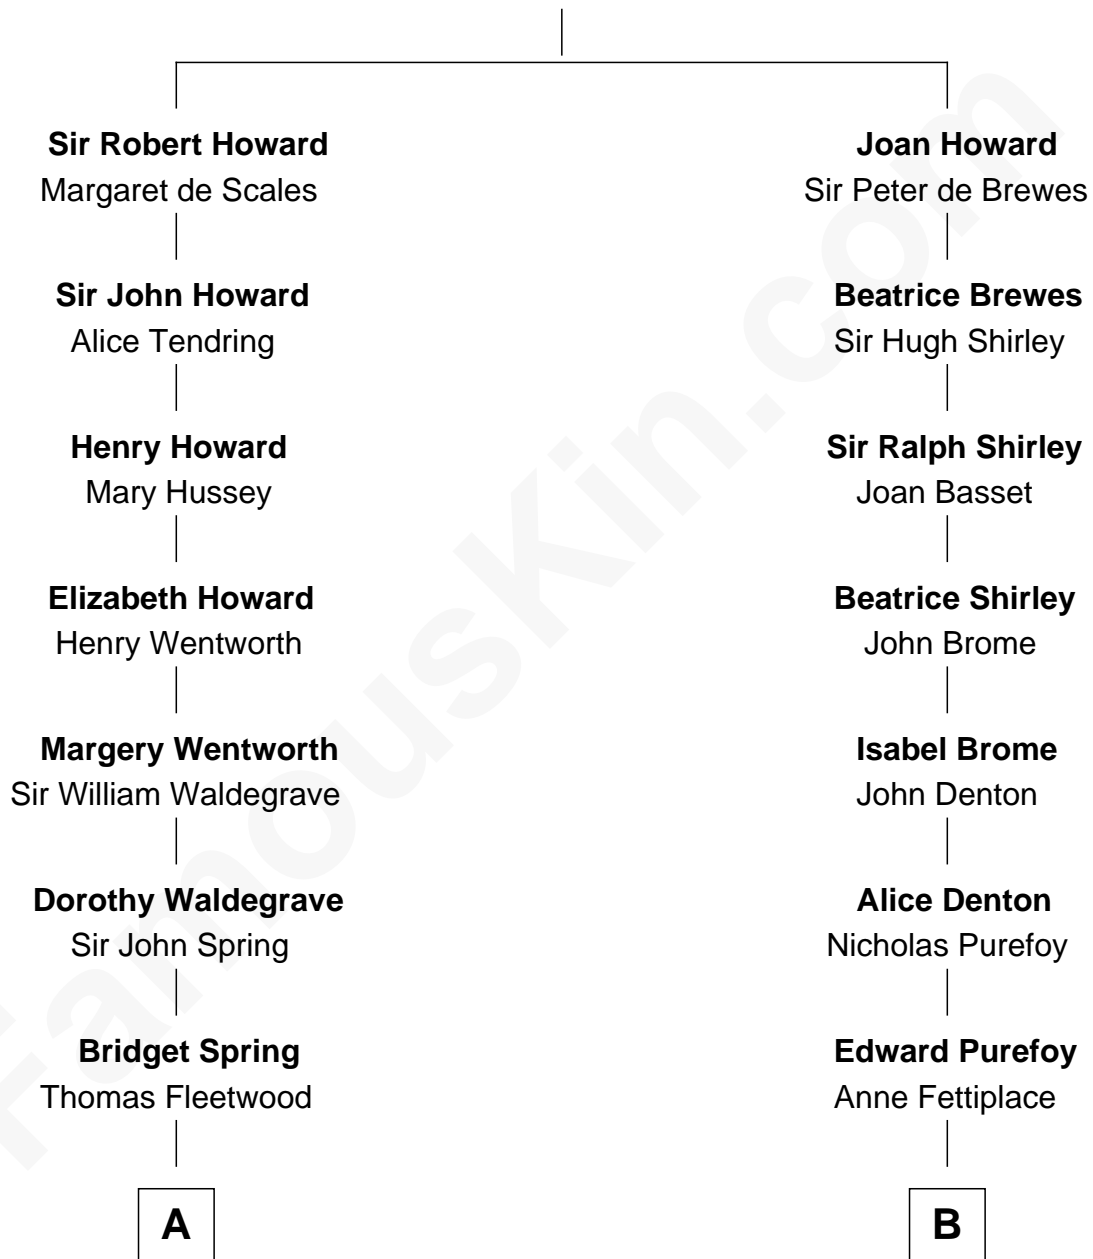 Sir Robert Howard
Margaret de Scales
Sir John Howard
Alice Tendring
Henry Howard
Mary Hussey
Elizabeth Howard
Henry Wentworth
Margery Wentworth
Sir William Waldegrave
Dorothy Waldegrave
Sir John Spring
Bridget Spring
Thomas Fleetwood
A
Joan Howard
Sir Peter de Brewes
Beatrice Brewes
Sir Hugh Shirley
Sir Ralph Shirley
Joan Basset
Beatrice Shirley
John Brome
Isabel Brome
John Denton
Alice Denton
Nicholas Purefoy
Edward Purefoy
Anne Fettiplace
B
FamousKin.com